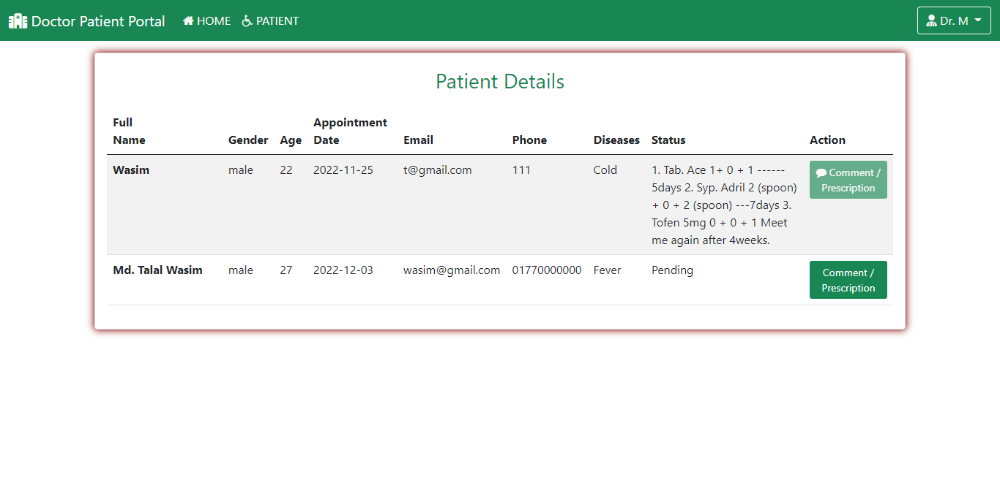 Doctor Patient Portal HOME PATIENT Dr. M
Patient Details
Full
Name Gender Age Appointment
Date Email Phone Diseases Status Action
Wasim male 22 2022-11-25 t@gmail.com 111 Cold 1. Tab. Ace 1+ 0 + 1 ------
5days 2. Syp. Adril 2 (spoon)
+ 0 + 2 (spoon) ---7days 3.
Tofen 5mg 0 + 0 + 1 Meet
me again after 4weeks.
Comment /
Prescription
Md. Talal Wasim male 27 2022-12-03 wasim@gmail.com 01770000000 Fever Pending Comment /
Prescription